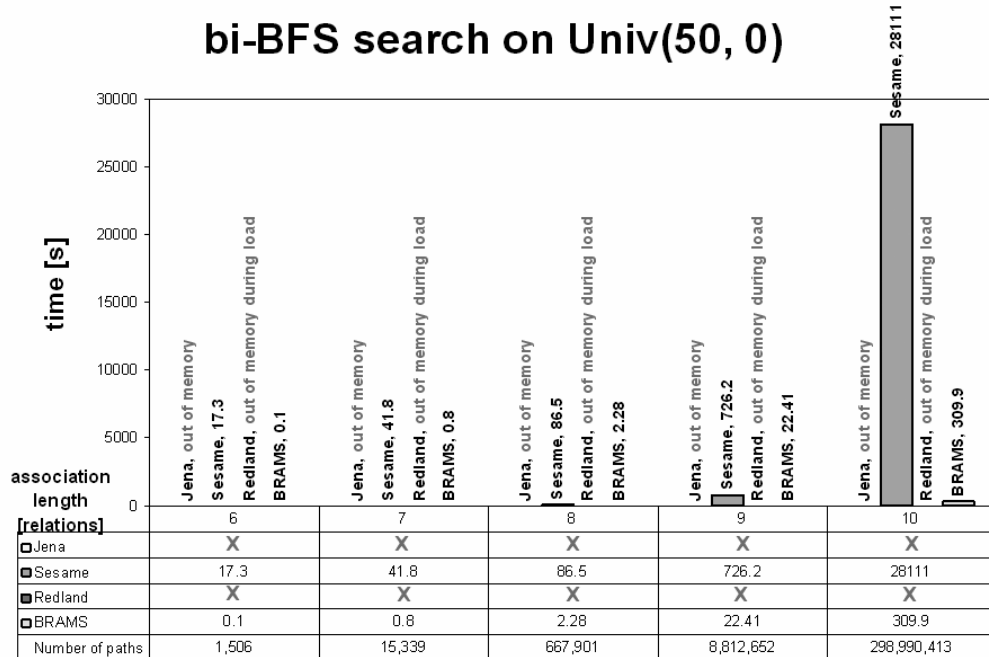 bi-BFS search on Univ(50, 0)
time [s]
30000
25000
20000
15000
10000
5000
0
Jena, out of memory
Sesame, 17.3
Redland, out of memory during load
BRAMS, 0.1
Jena, out of memory
Sesame, 41.8
Redland, out of memory during load
BRAMS, 0.8
Jena, out of memory
Sesame, 86.5
Redland, out of memory during load
BRAMS, 2.28
Jena, out of memory
Sesame, 726.2
Redland, out of memory during load
BRAMS, 22.41
Jena, out of memory
Sesame, 28111
Redland, out of memory during load
BRAMS, 309.9
association
length
[relations]
6 7 8 9 10
Jena X X X X X
Sesame 17.3 41.8 86.5 726.2 28111
Redland X X X X X
BRAMS 0.1 0.8 2.28 22.41 309.9
Number of paths 1,506 15,339 667,901 8,812,652 298,990,413